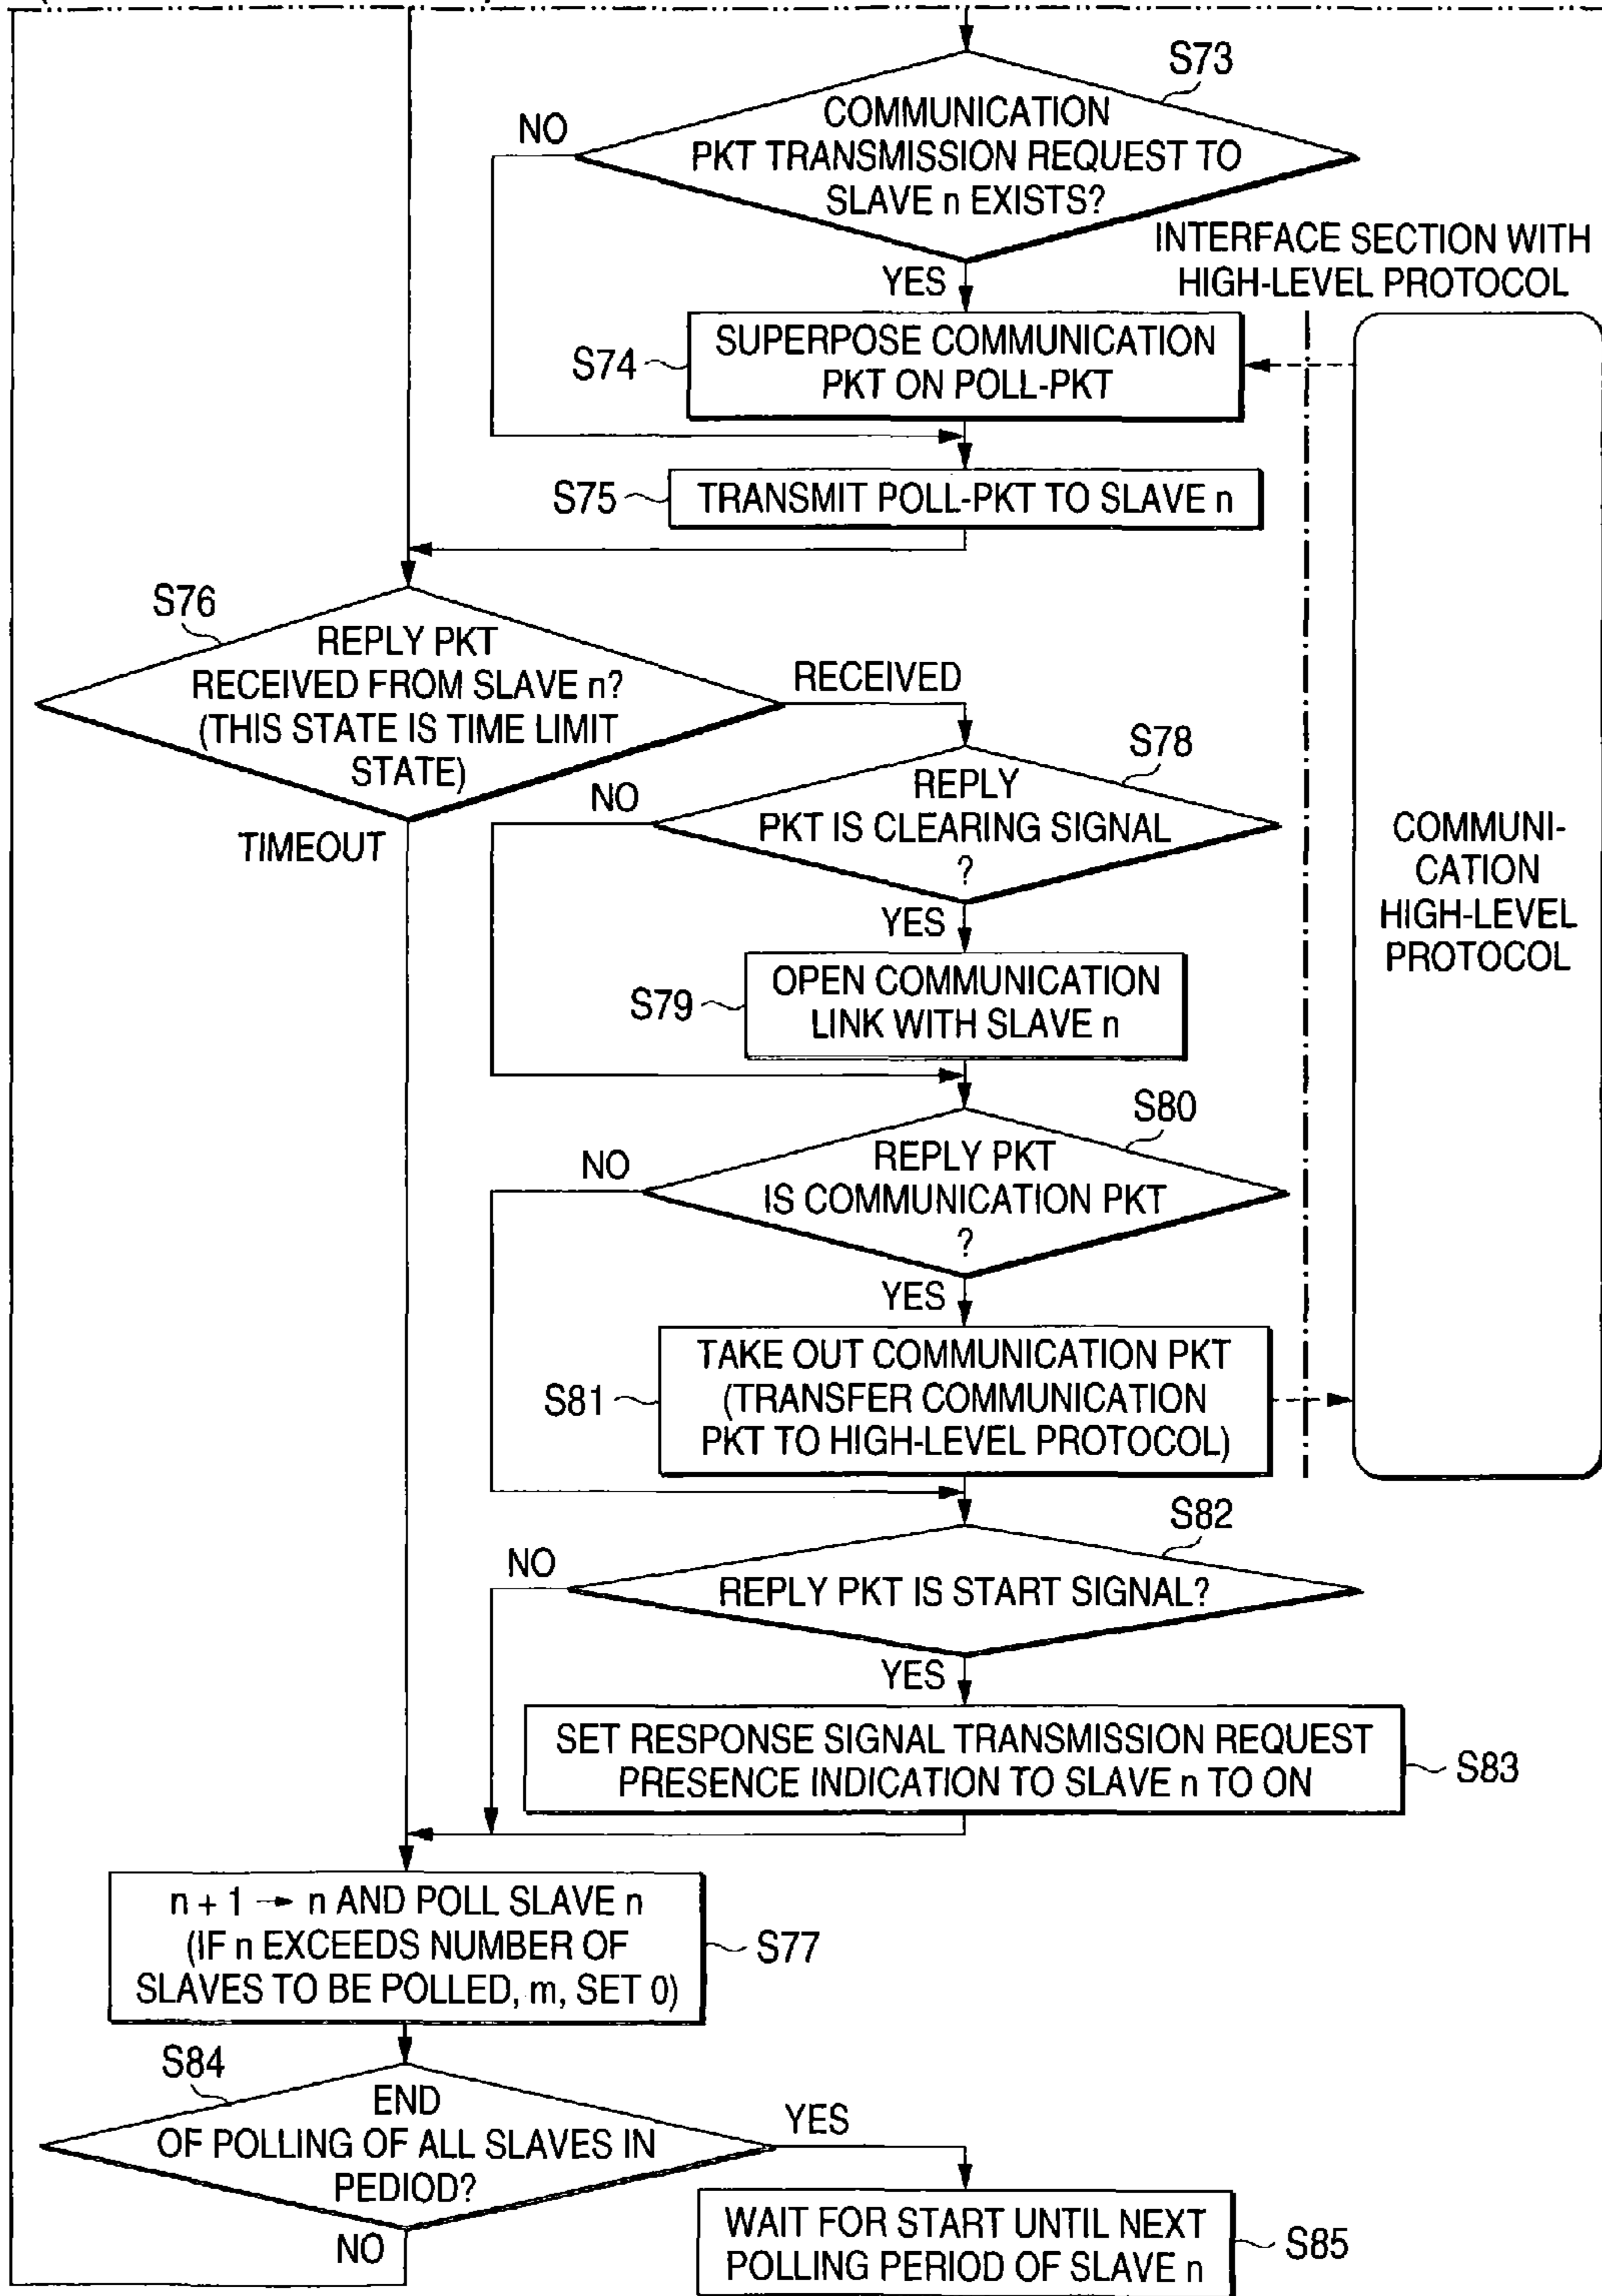 S73
COMMUNICATION
PKT TRANSMISSION REQUEST TO
SLAVE n EXISTS?
NO
YES
INTERFACE SECTION WITH
HIGH-LEVEL PROTOCOL
S74
SUPERPOSE COMMUNICATION
PKT ON POLL-PKT
S75
TRANSMIT POLL-PKT TO SLAVE n
S76
REPLY PKT
RECEIVED FROM SLAVE n?
(THIS STATE IS TIME LIMIT
STATE)
RECEIVED
TIMEOUT
S78
REPLY
PKT IS CLEARING SIGNAL
?
NO
YES
COMMUNI-
CATION
HIGH-LEVEL
PROTOCOL
S79
OPEN COMMUNICATION
LINK WITH SLAVE n
S80
REPLY PKT
IS COMMUNICATION PKT
?
NO
YES
S81
TAKE OUT COMMUNICATION PKT
(TRANSFER COMMUNICATION
PKT TO HIGH-LEVEL PROTOCOL)
S82
NO
REPLY PKT IS START SIGNAL?
YES
SET RESPONSE SIGNAL TRANSMISSION REQUEST
PRESENCE INDICATION TO SLAVE n TO ON
S83
n + 1 → n AND POLL SLAVE n
(IF n EXCEEDS NUMBER OF
SLAVES TO BE POLLED, m, SET 0)
S77
S84
END
OF POLLING OF ALL SLAVES IN
PEDIOD?
YES
NO
WAIT FOR START UNTIL NEXT
POLLING PERIOD OF SLAVE n
S85